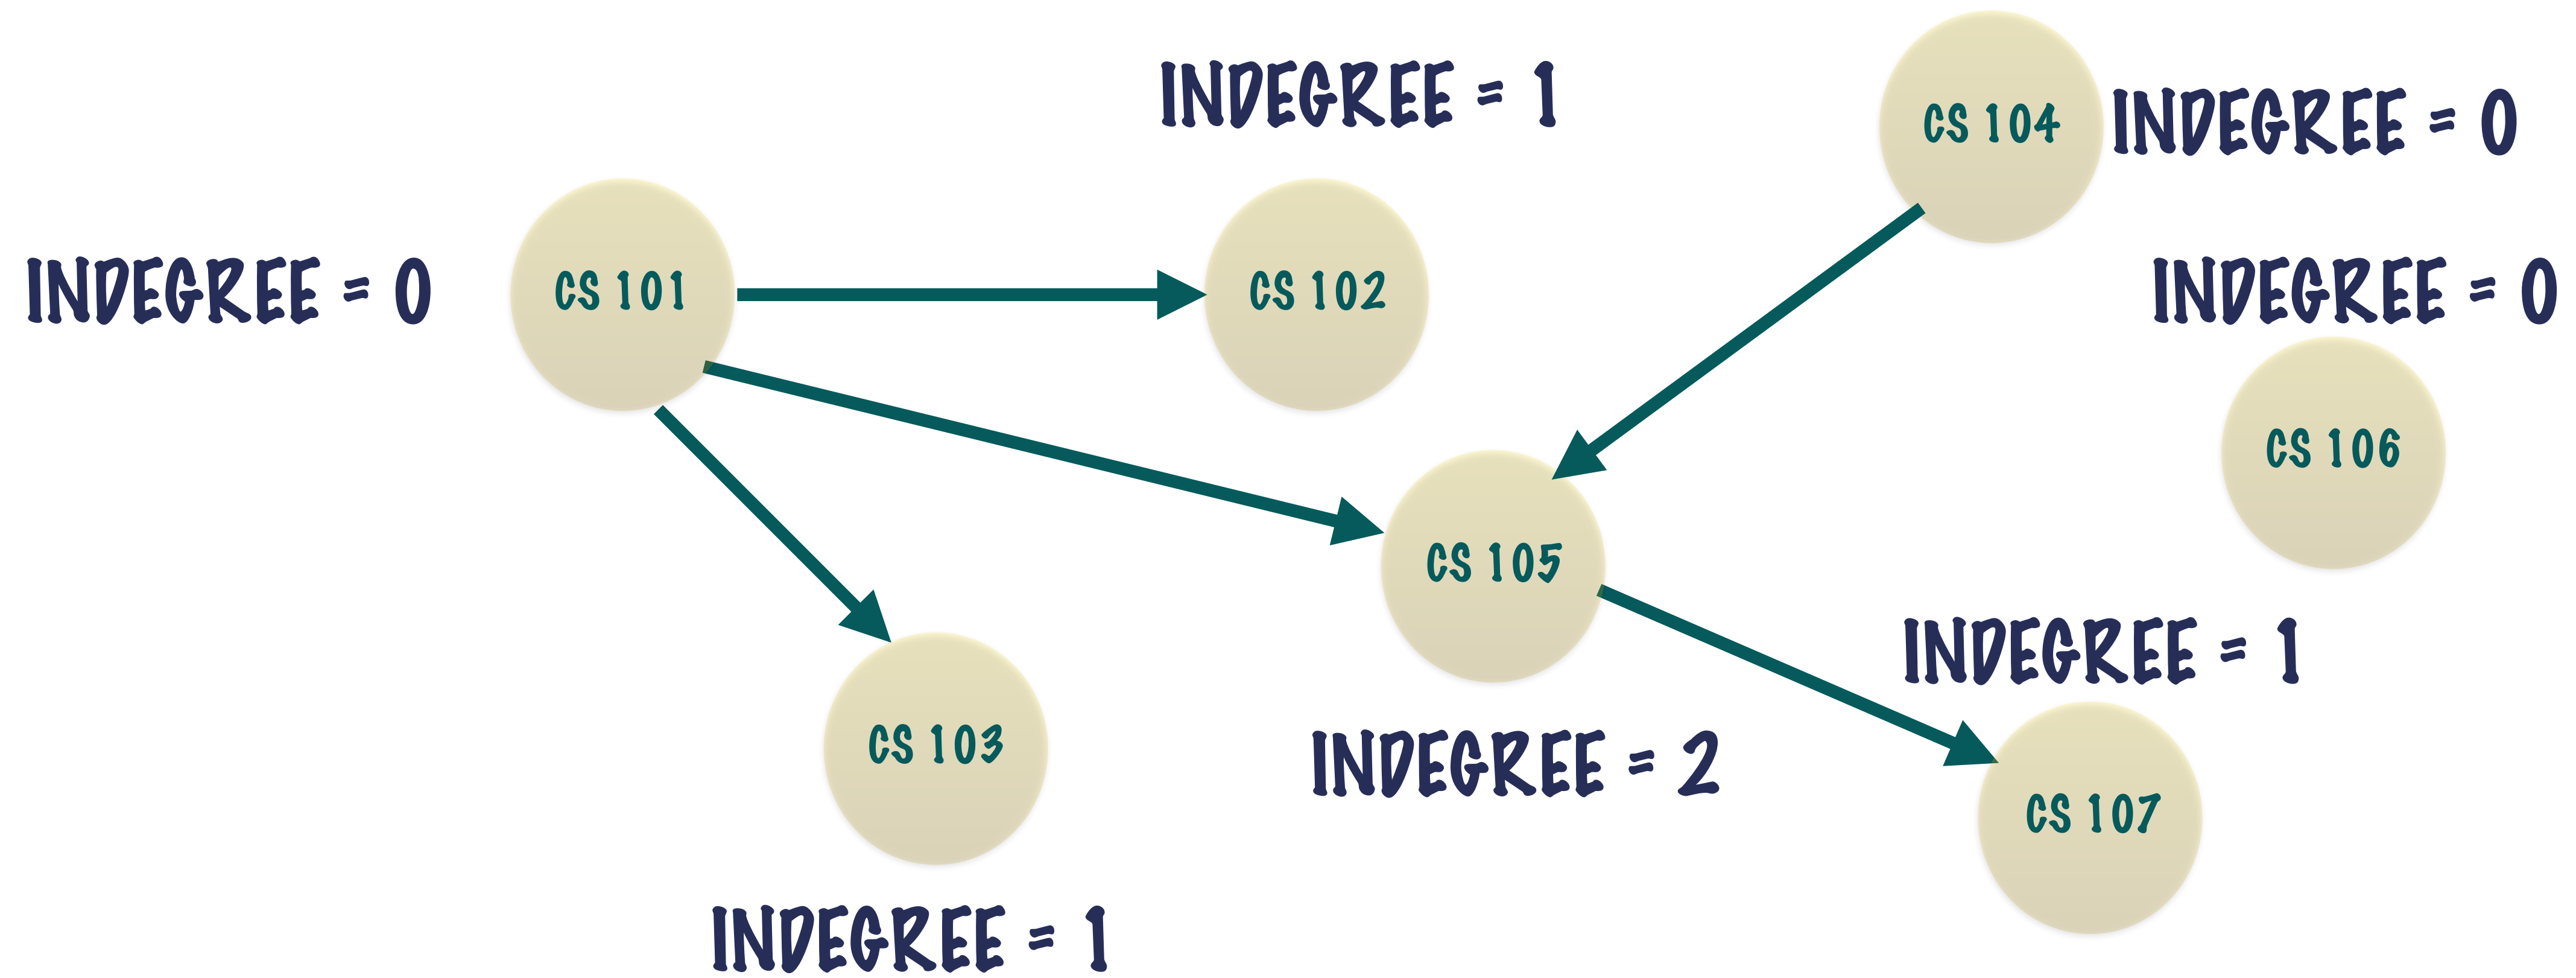 INDEGREE = 1
CS 104
INDEGREE = 0
INDEGREE = 0
CS 101
CS 102
INDEGREE = 0
CS 106
CS 105
INDEGREE = 1
CS 103
INDEGREE = 2
CS 107
INDEGREE = 1